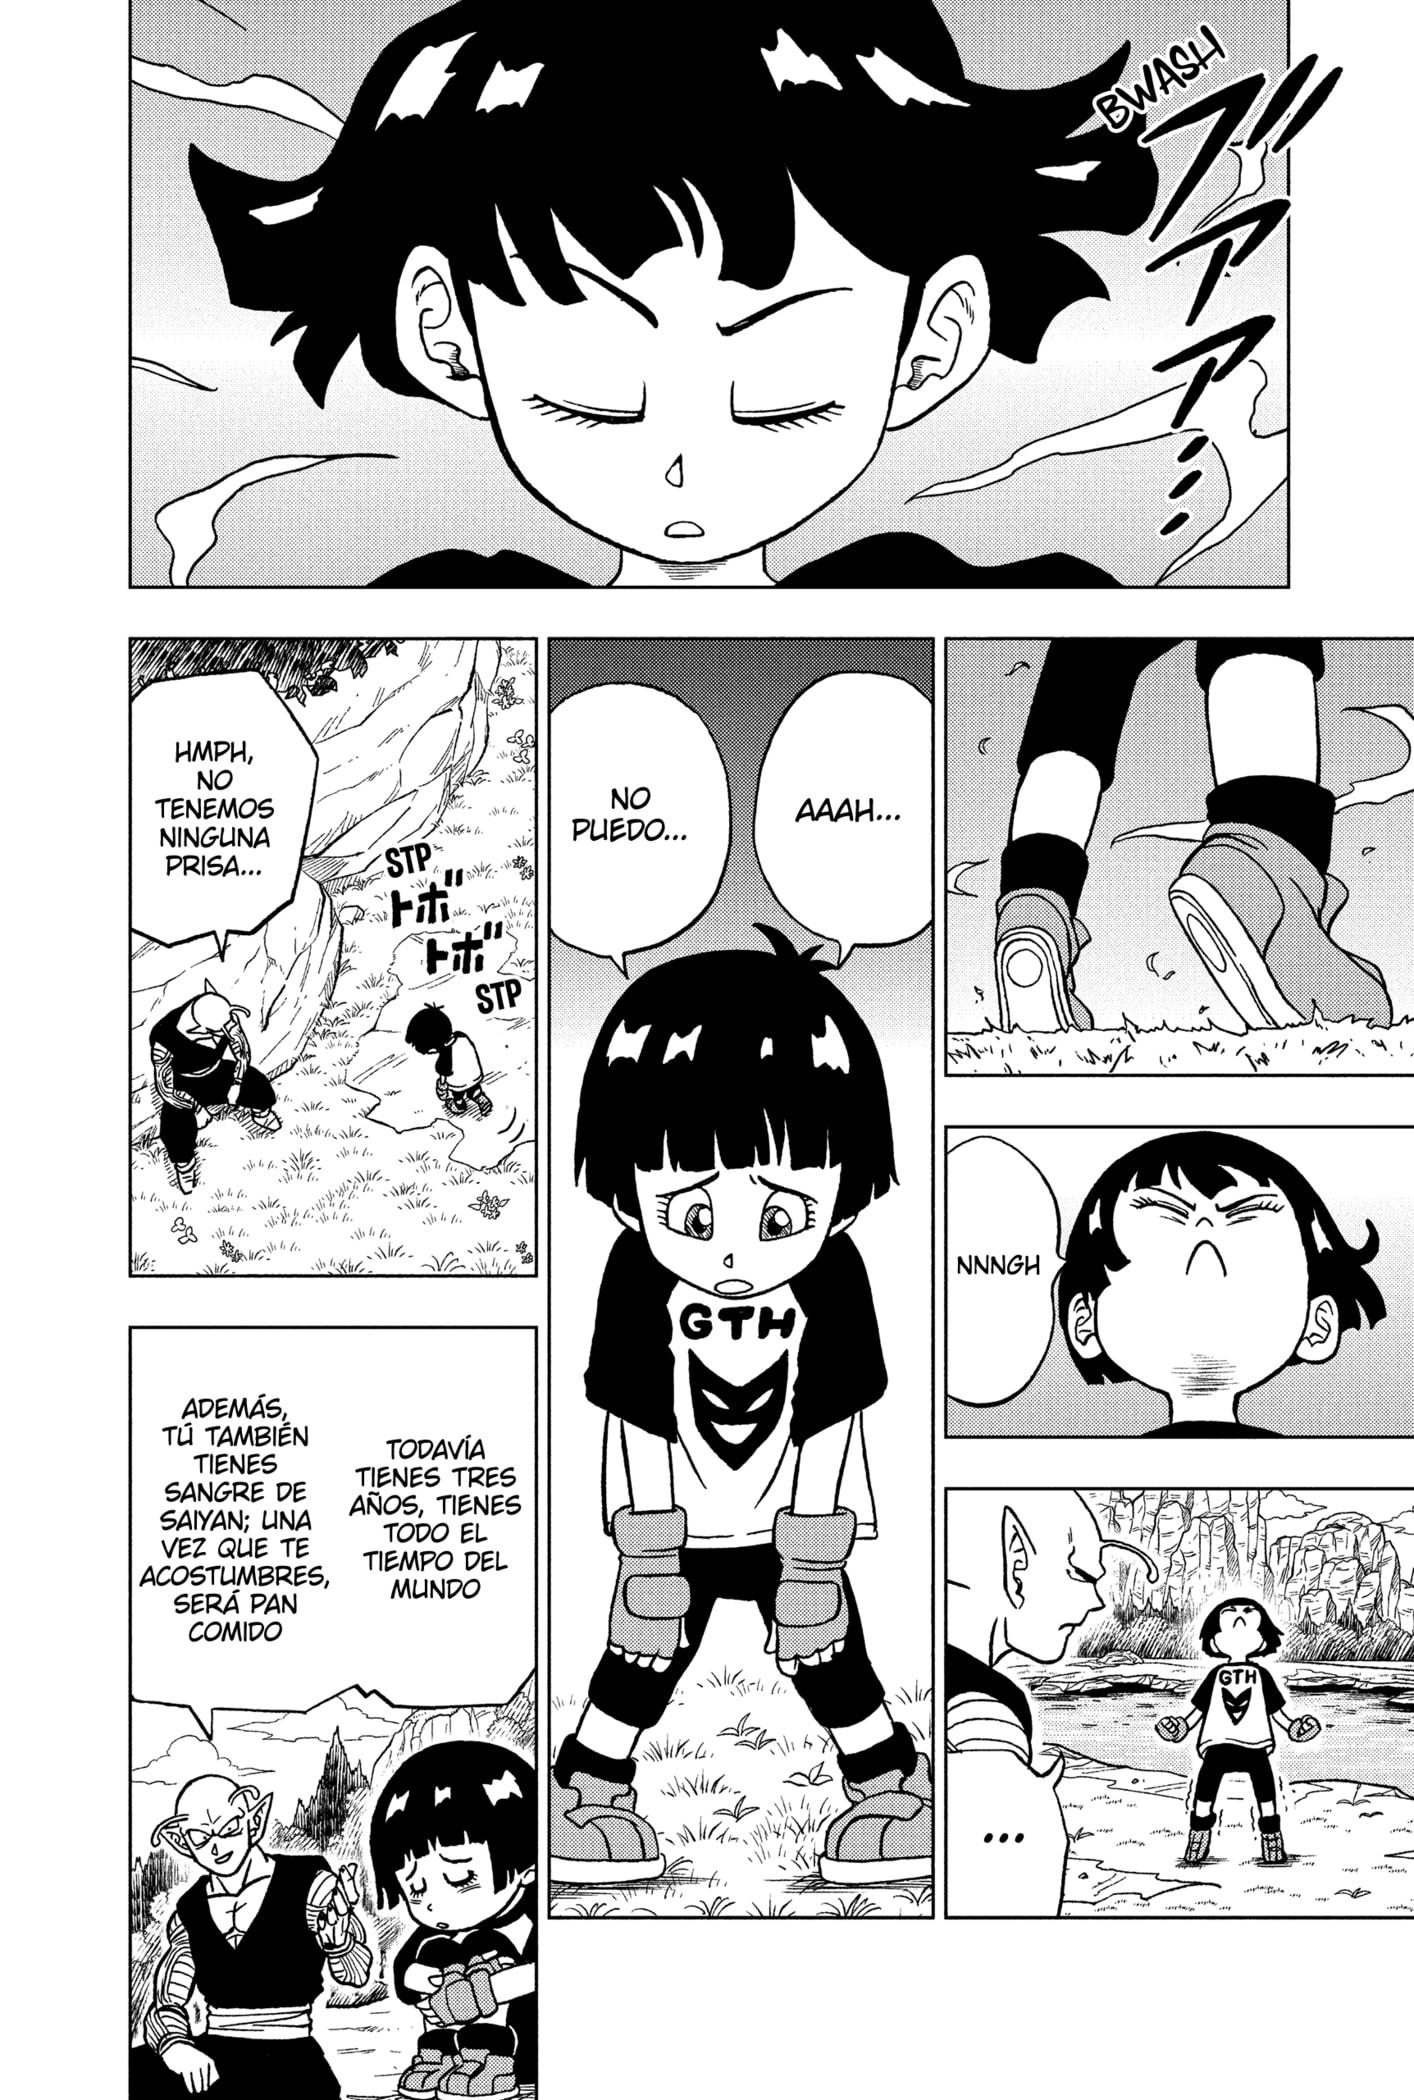 BWASH
ブアァ
NNNGH
GTH
...
AAAH...
NO
PUEDO...
GTH
HMPH,
NO
TENEMOS
NINGUNA
PRISA...
STP
トボ
トボ
STP
TODAVÍA
TIENES TRES
AÑOS, TIENES
TODO EL
TIEMPO DEL
MUNDO
ADEMÁS,
TÚ TAMBIÉN
TIENES
SANGRE DE
SAIYAN; UNA
VEZ QUE TE
ACOSTUMBRES,
SERÁ PAN
COMIDO